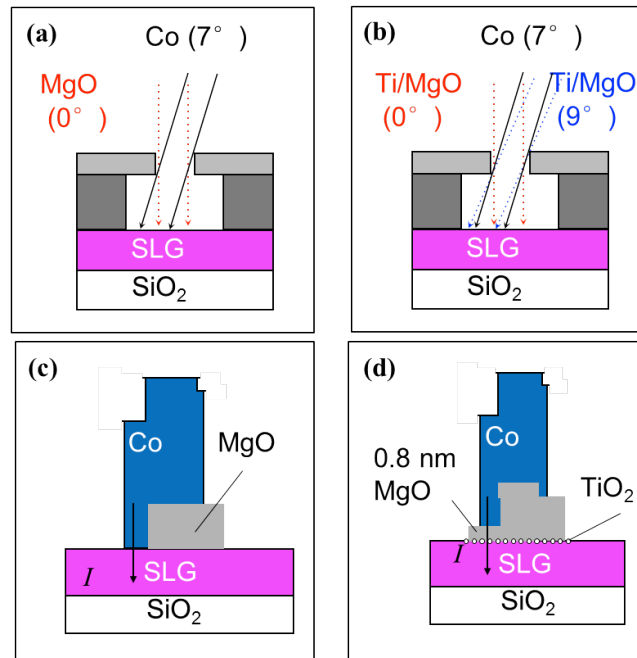 (a)
Co (7°)
MgO
(0°)
SLG
SiO₂
(b)
Co (7°)
Ti/MgO
(0°)
Ti/MgO
(9°)
SLG
SiO₂
(c)
Co
MgO
I
SLG
SiO₂
(d)
Co
0.8 nm
MgO
TiO₂
I
SLG
SiO₂